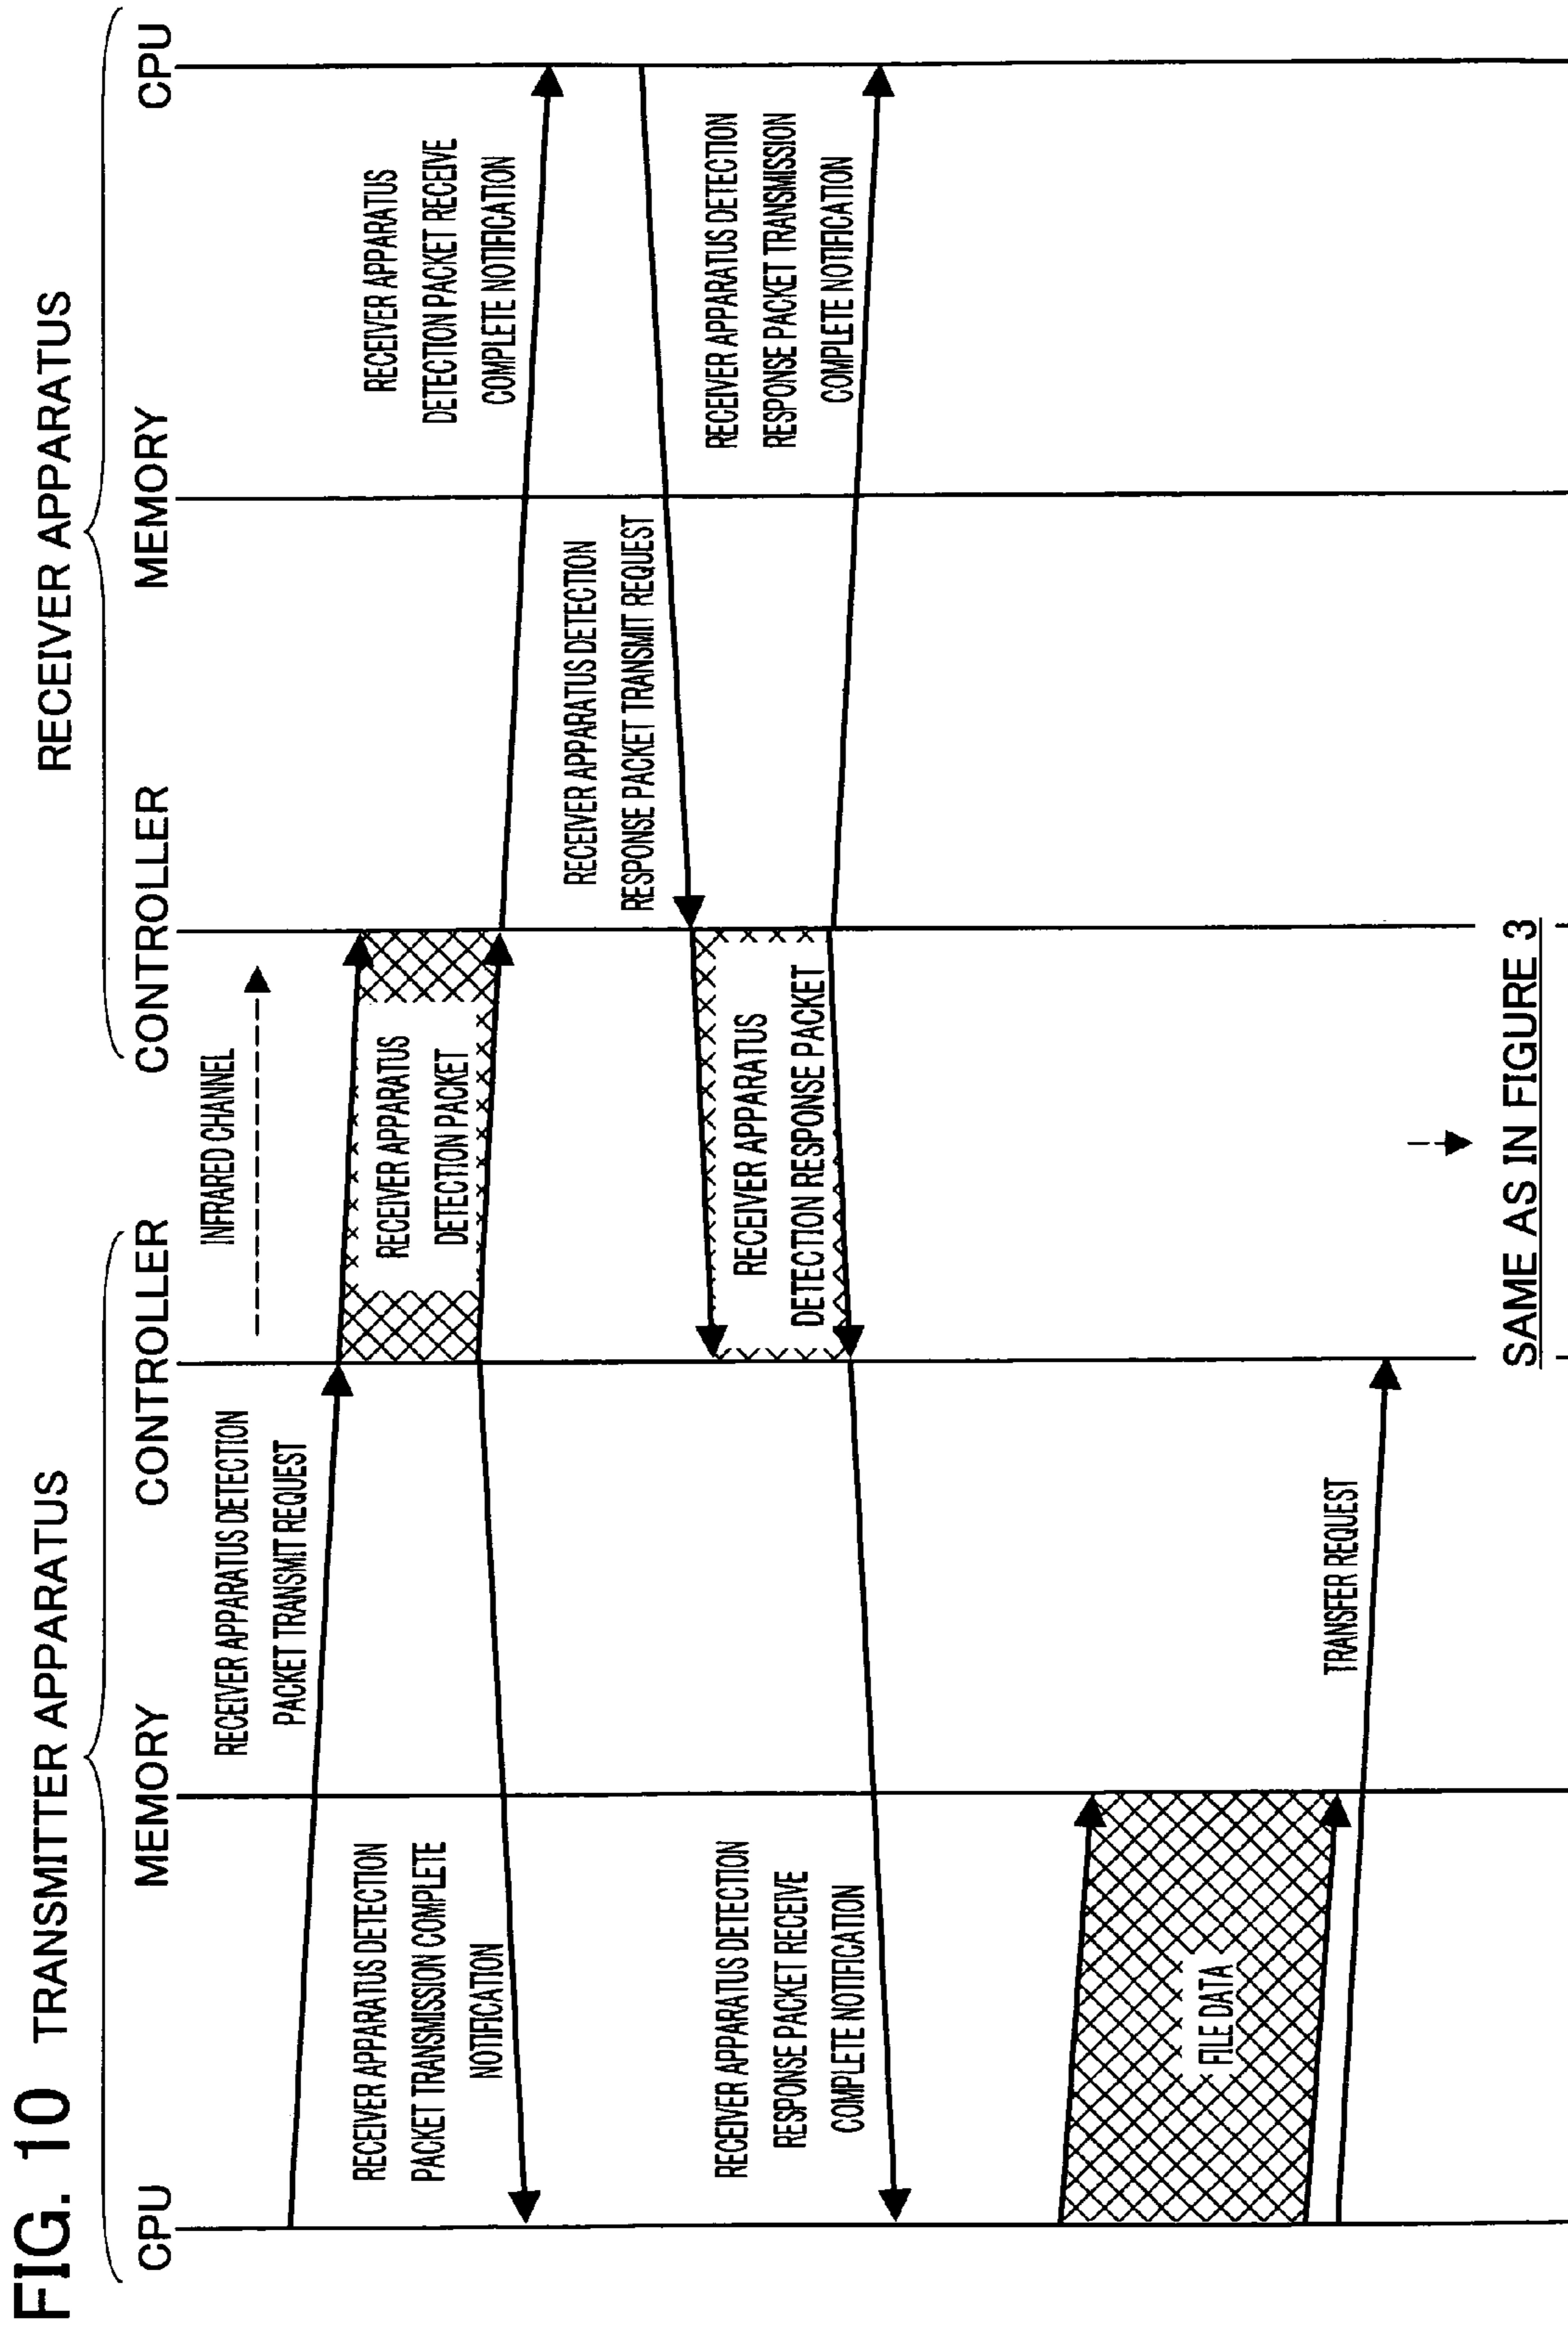 FIG. 10
TRANSMITTER APPARATUS
RECEIVER APPARATUS
CPU
MEMORY
CONTROLLER
CONTROLLER
MEMORY
CPU
INFRARED CHANNEL
RECEIVER APPARATUS DETECTION
PACKET TRANSMIT REQUEST
RECEIVER APPARATUS
DETECTION PACKET
RECEIVER APPARATUS DETECTION
PACKET TRANSMISSION COMPLETE
NOTIFICATION
RECEIVER APPARATUS
DETECTION PACKET RECEIVE
COMPLETE NOTIFICATION
RECEIVER APPARATUS DETECTION
RESPONSE PACKET TRANSMIT REQUEST
RECEIVER APPARATUS
DETECTION RESPONSE PACKET
RECEIVER APPARATUS DETECTION
RESPONSE PACKET RECEIVE
COMPLETE NOTIFICATION
RECEIVER APPARATUS DETECTION
RESPONSE PACKET TRANSMISSION
COMPLETE NOTIFICATION
FILE DATA
TRANSFER REQUEST
SAME AS IN FIGURE 3